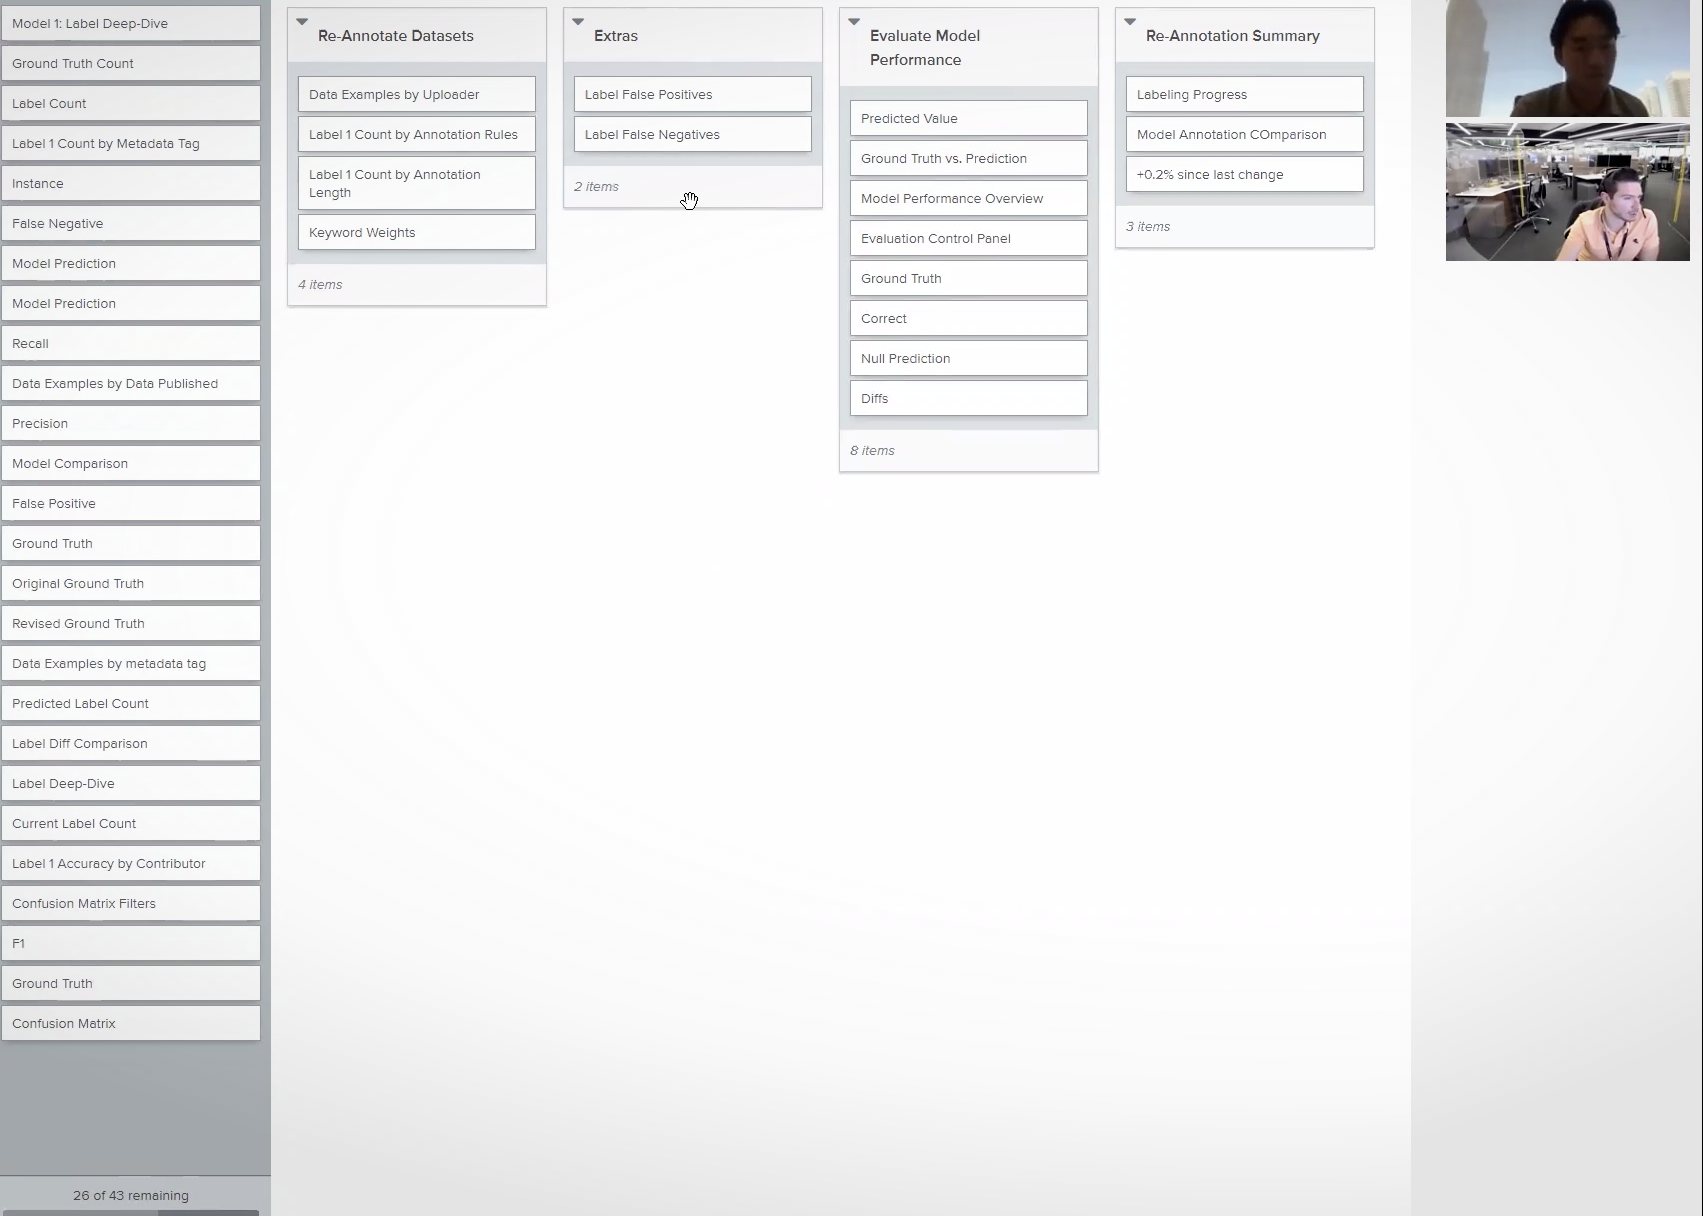 Model 1: Label Deep-Dive
Ground Truth Count
Label Count
Label 1 Count by Metadata Tag
Instance
False Negative
Model Prediction
Model Prediction
Recall
Data Examples by Data Published
Precision
Model Comparison
False Positive
Ground Truth
Original Ground Truth
Revised Ground Truth
Data Examples by metadata tag
Predicted Label Count
Label Diff Comparison
Label Deep-Dive
Current Label Count
Label 1 Accuracy by Contributor
Confusion Matrix Filters
F1
Ground Truth
Confusion Matrix
26 of 43 remaining
Re-Annotate Datasets
Data Examples by Uploader
Label 1 Count by Annotation Rules
Label 1 Count by Annotation
Length
Keyword Weights
4 items
Extras
Label False Positives
Label False Negatives
2 items
Evaluate Model
Performance
Predicted Value
Ground Truth vs. Prediction
Model Performance Overview
Evaluation Control Panel
Ground Truth
Correct
Null Prediction
Diffs
8 items
Re-Annotation Summary
Labeling Progress
Model Annotation COmparison
+0.2% since last change
3 items